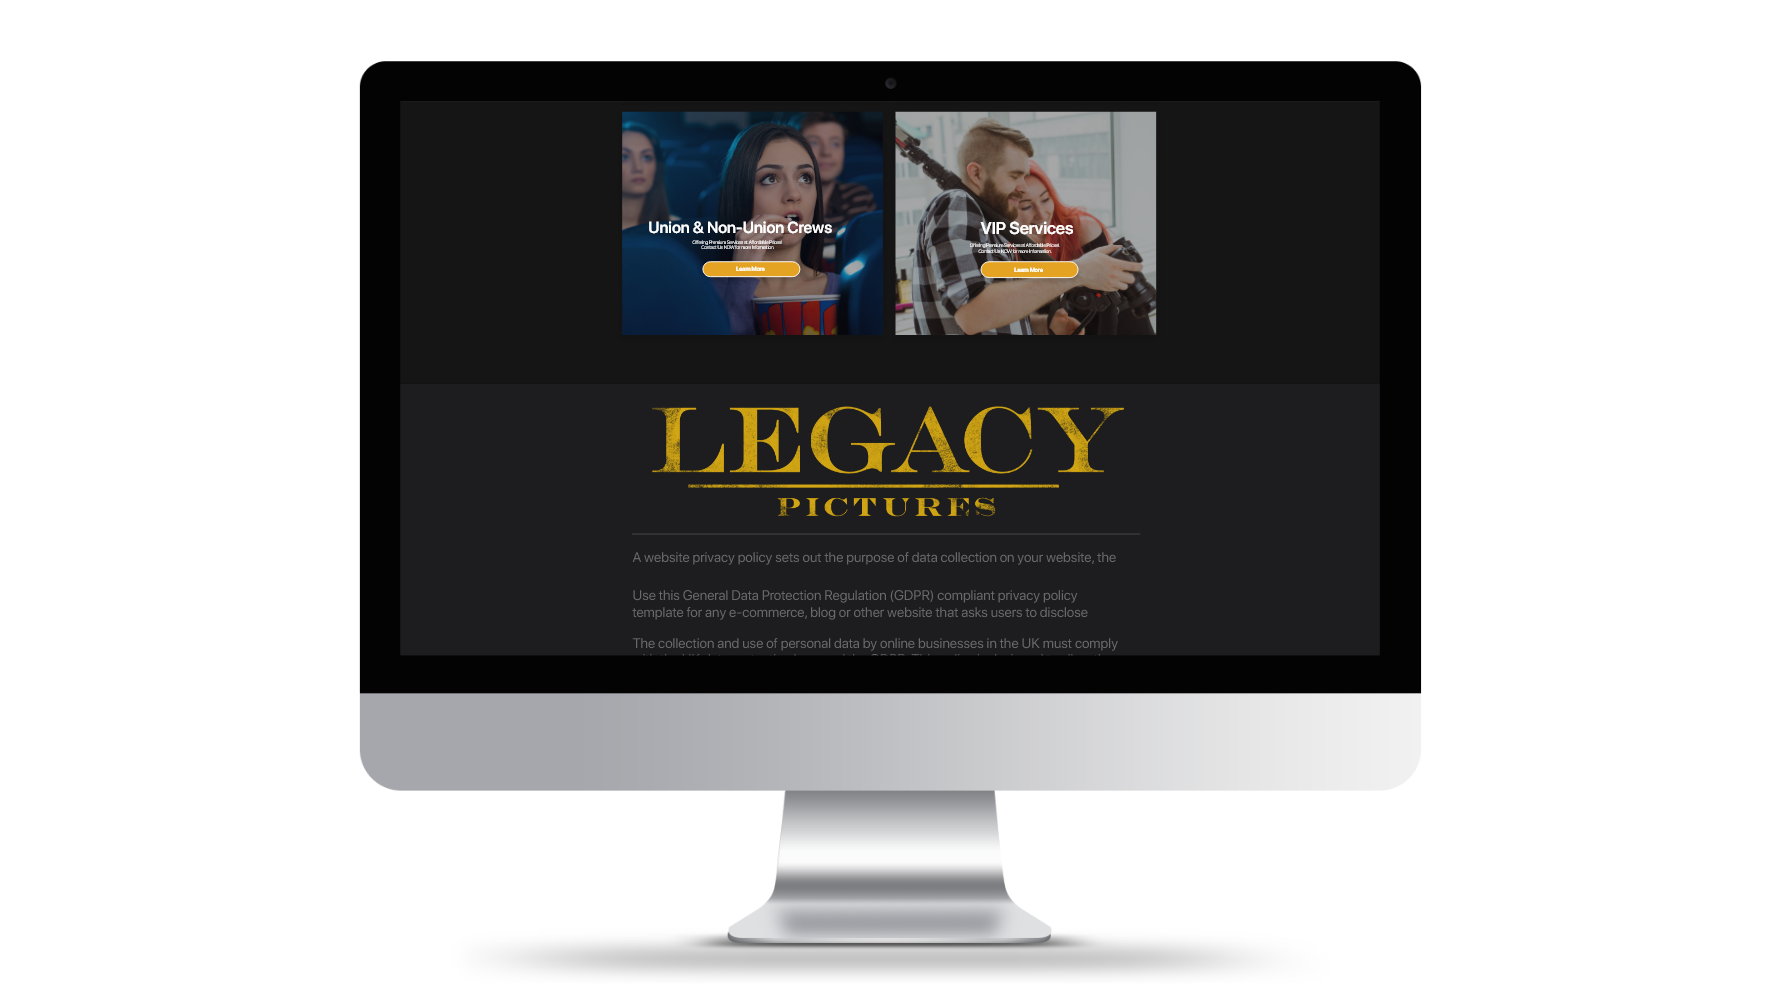 Union & Non-Union Crews
Offering Premium Services at Affordable Prices!
Contact Us NOW for more Information.
Learn More
VIP Services
Offering Premium Services at Affordable Prices!
Contact Us NOW for more Information.
Learn More
LEGACY
PICTURES
A website privacy policy sets out the purpose of data collection on your website, the
Use this General Data Protection Regulation (GDPR) compliant privacy policy
template for any e-commerce, blog or other website that asks users to disclose
The collection and use of personal data by online businesses in the UK must comply